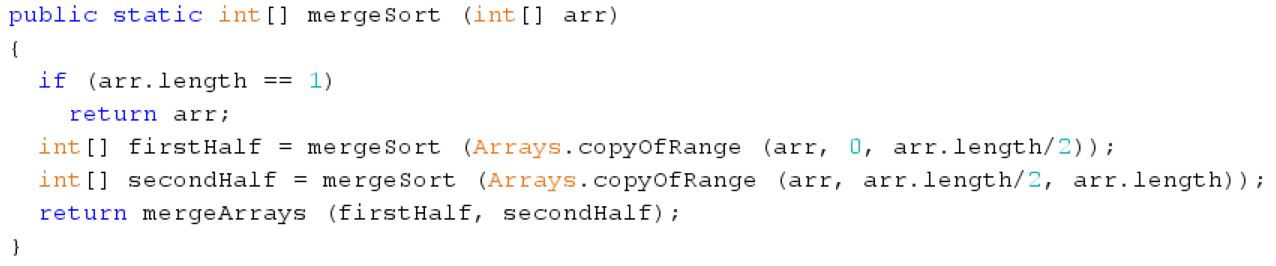 public static int[] mergeSort (int[] arr)
{
  if (arr.length == 1)
    return arr;
  int[] firstHalf = mergeSort (Arrays.copyOfRange (arr, 0, arr.length/2));
  int[] secondHalf = mergeSort (Arrays.copyOfRange (arr, arr.length/2, arr.length));
  return mergeArrays (firstHalf, secondHalf);
}